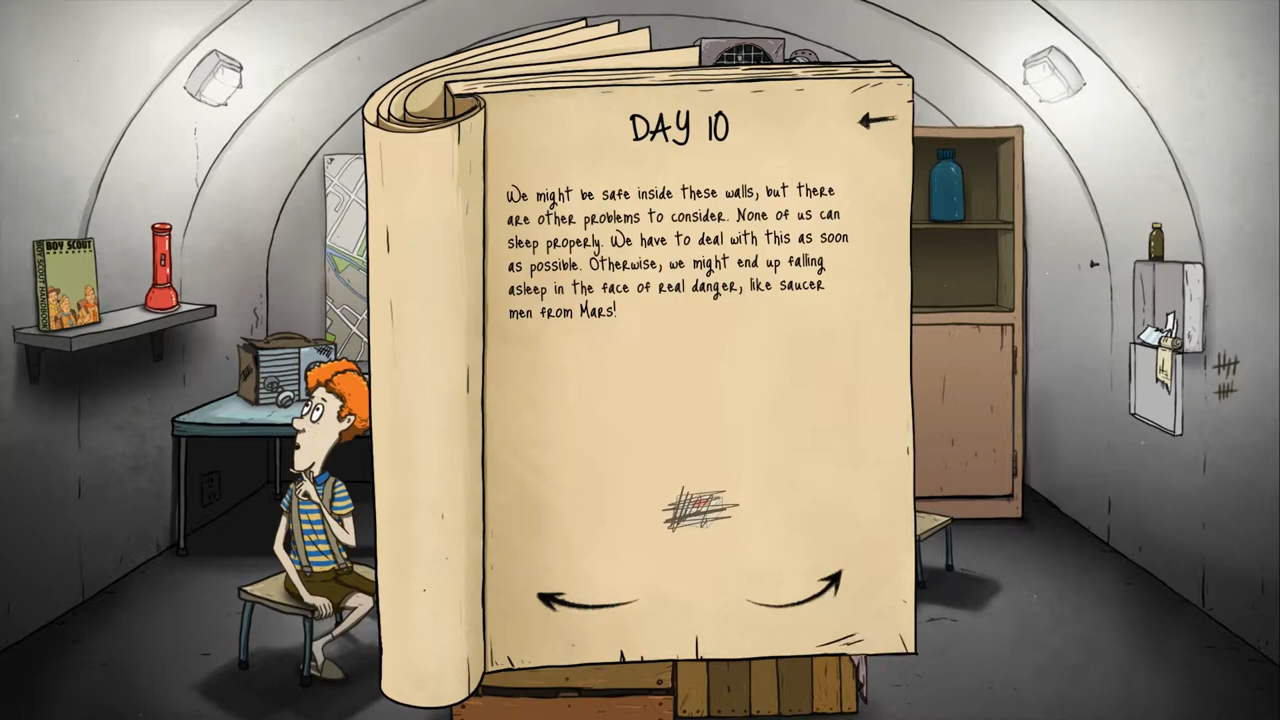 DAY 10
We might be safe inside these walls, but there
are other problems to consider. None of us can
sleep properly. We have to deal with this as soon
as possible. Otherwise, we might end up falling
asleep in the face of real danger, like saucer
men from Mars!
BOY SCOUT
BOY SCOUT HANDBOOK